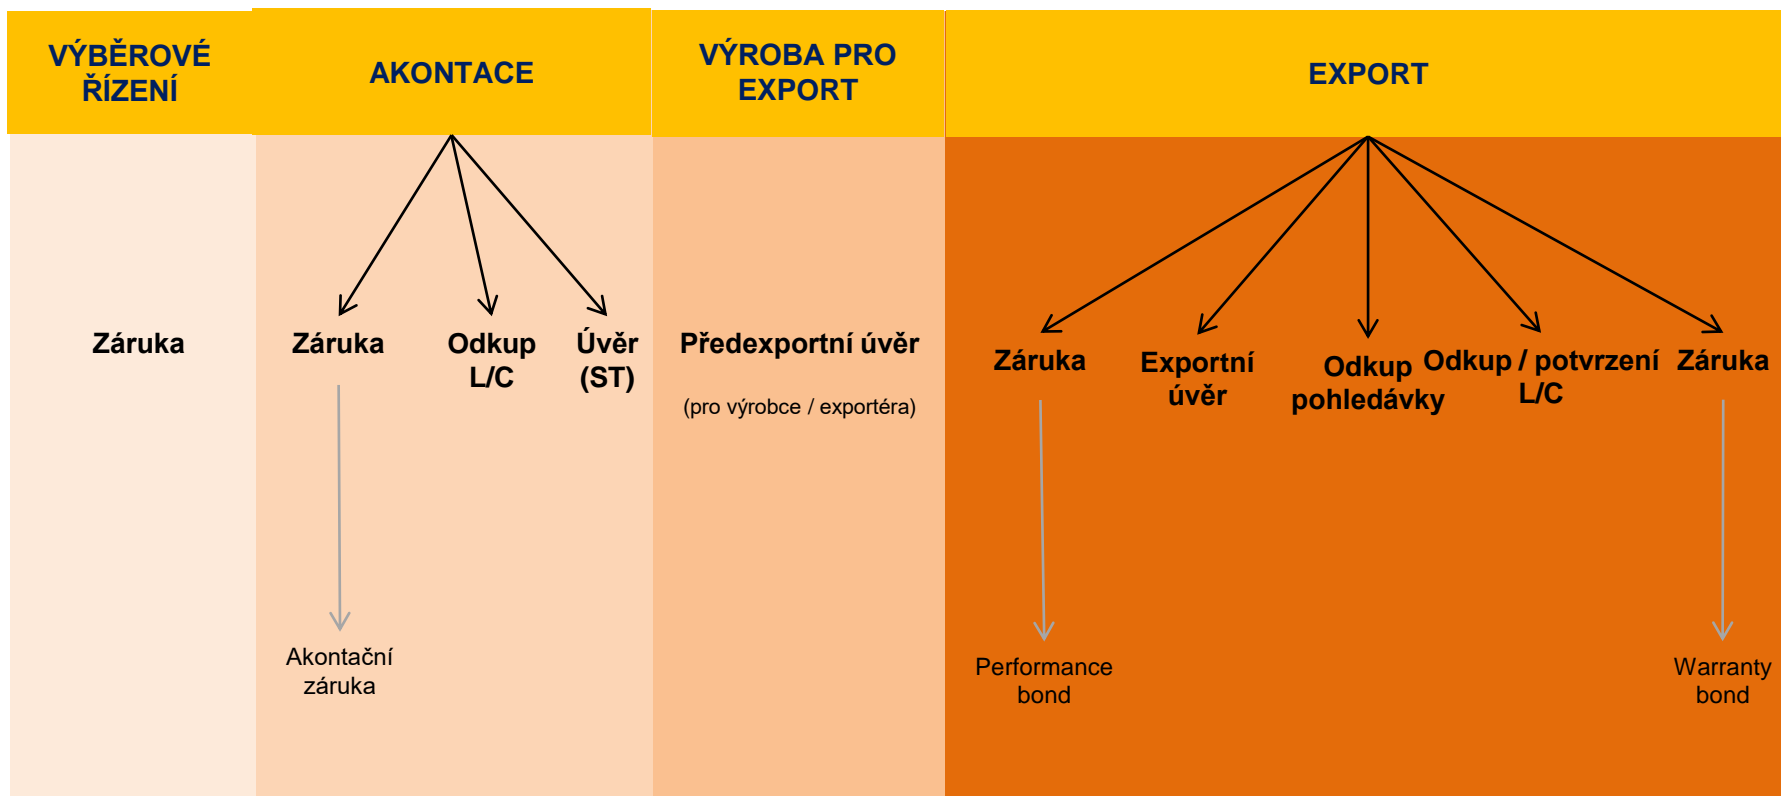 VÝBĚROVÉ
ŘÍZENÍ
AKONTACE
VÝROBA PRO
EXPORT
EXPORT
Záruka
Záruka
Odkup
L/C
Úvěr
(ST)
Předexportní úvěr
(pro výrobce / exportéra)
Záruka
Exportní
úvěr
Odkup
pohledávky
Odkup / potvrzení
L/C
Záruka
Akontační
záruka
Performance
bond
Warranty
bond